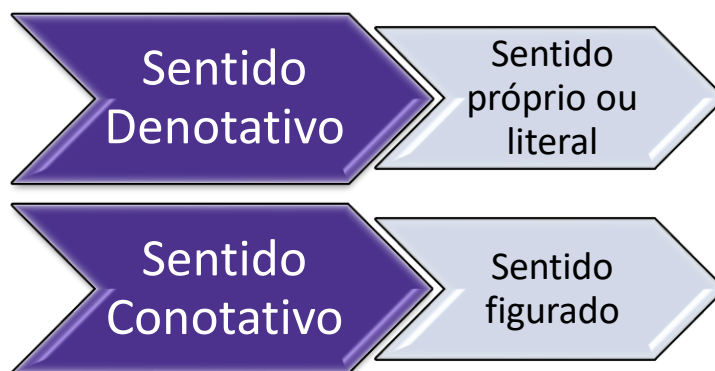 Sentido
Denotativo
Sentido
próprio ou
literal
Sentido
Conotativo
Sentido
figurado